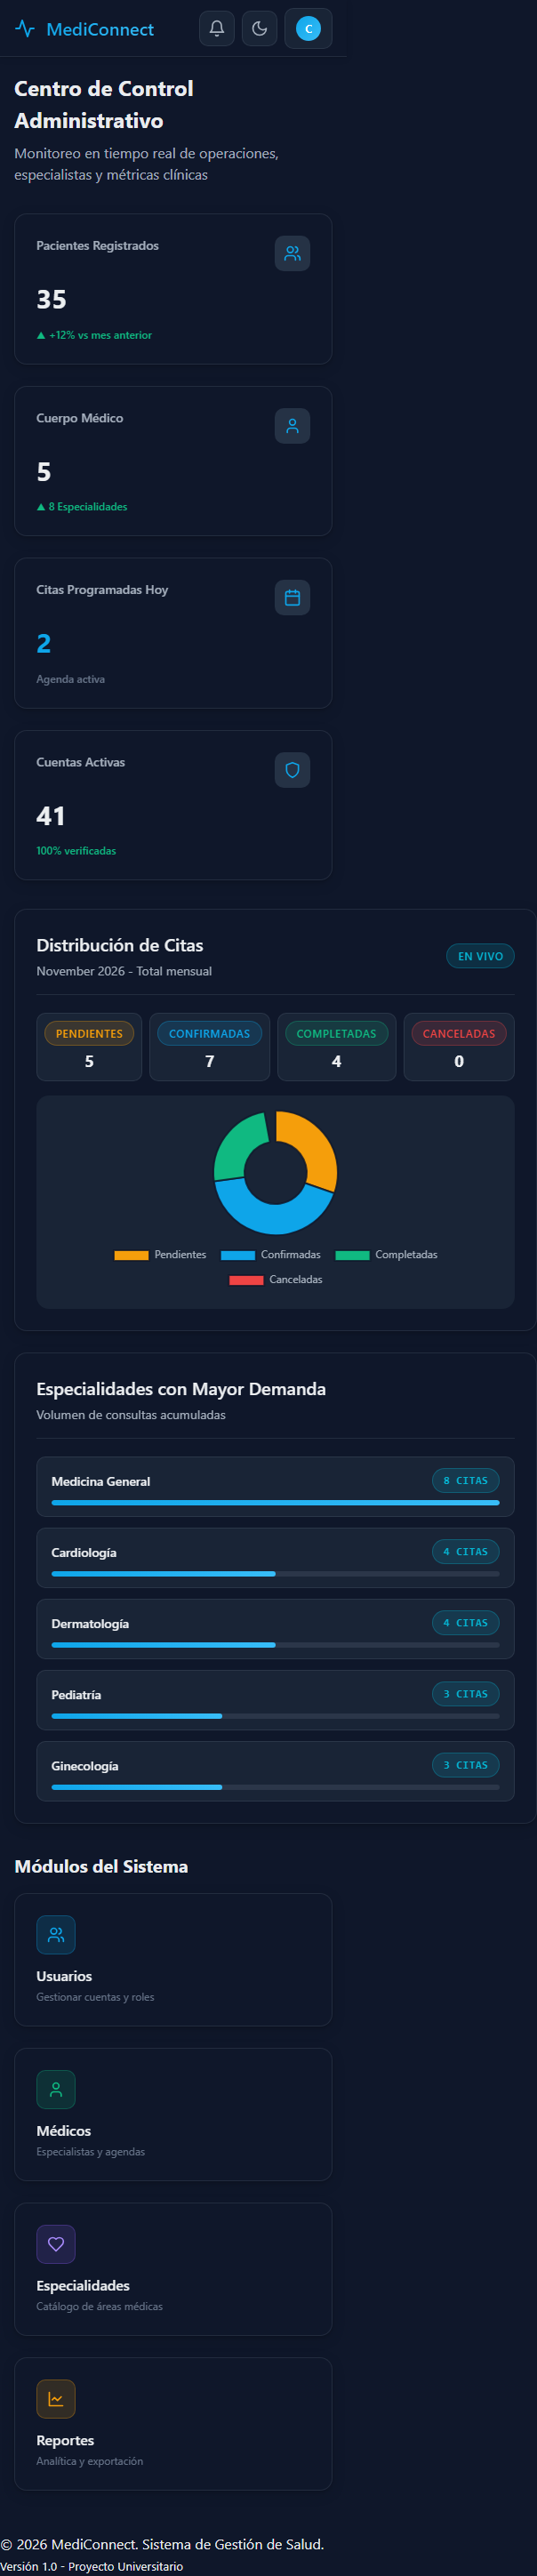 MediConnect
C
Centro de Control
Administrativo
Monitoreo en tiempo real de operaciones,
especialistas y métricas clínicas
Pacientes Registrados
35
▲ +12% vs mes anterior
Cuerpo Médico
5
▲ 8 Especialidades
Citas Programadas Hoy
2
Agenda activa
Cuentas Activas
41
100% verificadas
Distribución de Citas
EN VIVO
November 2026 - Total mensual
PENDIENTES CONFIRMADAS COMPLETADAS CANCELADAS
5 7 4 0
Pendientes Confirmadas Completadas
Canceladas
Especialidades con Mayor Demanda
Volumen de consultas acumuladas
Medicina General 8 CITAS
Cardiología 4 CITAS
Dermatología 4 CITAS
Pediatría 3 CITAS
Ginecología 3 CITAS
Módulos del Sistema
Usuarios
Gestionar cuentas y roles
Médicos
Especialistas y agendas
Especialidades
Catálogo de áreas médicas
Reportes
Analítica y exportación
© 2026 MediConnect. Sistema de Gestión de Salud.
Versión 1.0 - Proyecto Universitario